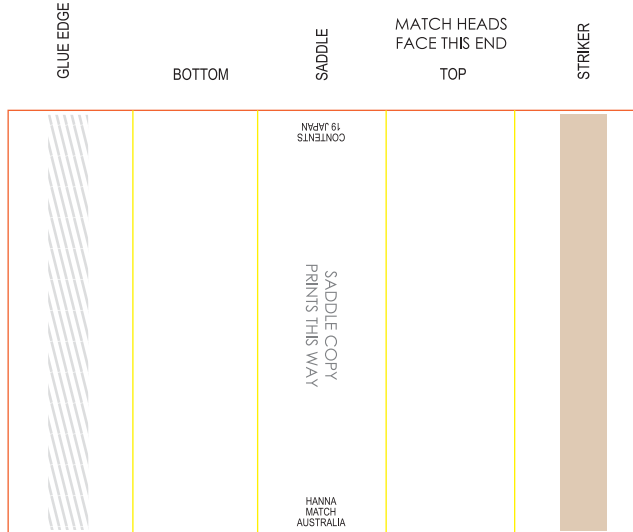 GLUE EDGE
BOTTOM
SADDLE
MATCH HEADS
FACE THIS END
TOP
STRIKER
CONTENTS
19 JAPAN
SADDLE COPY
PRINTS THIS WAY
HANNA
MATCH
AUSTRALIA